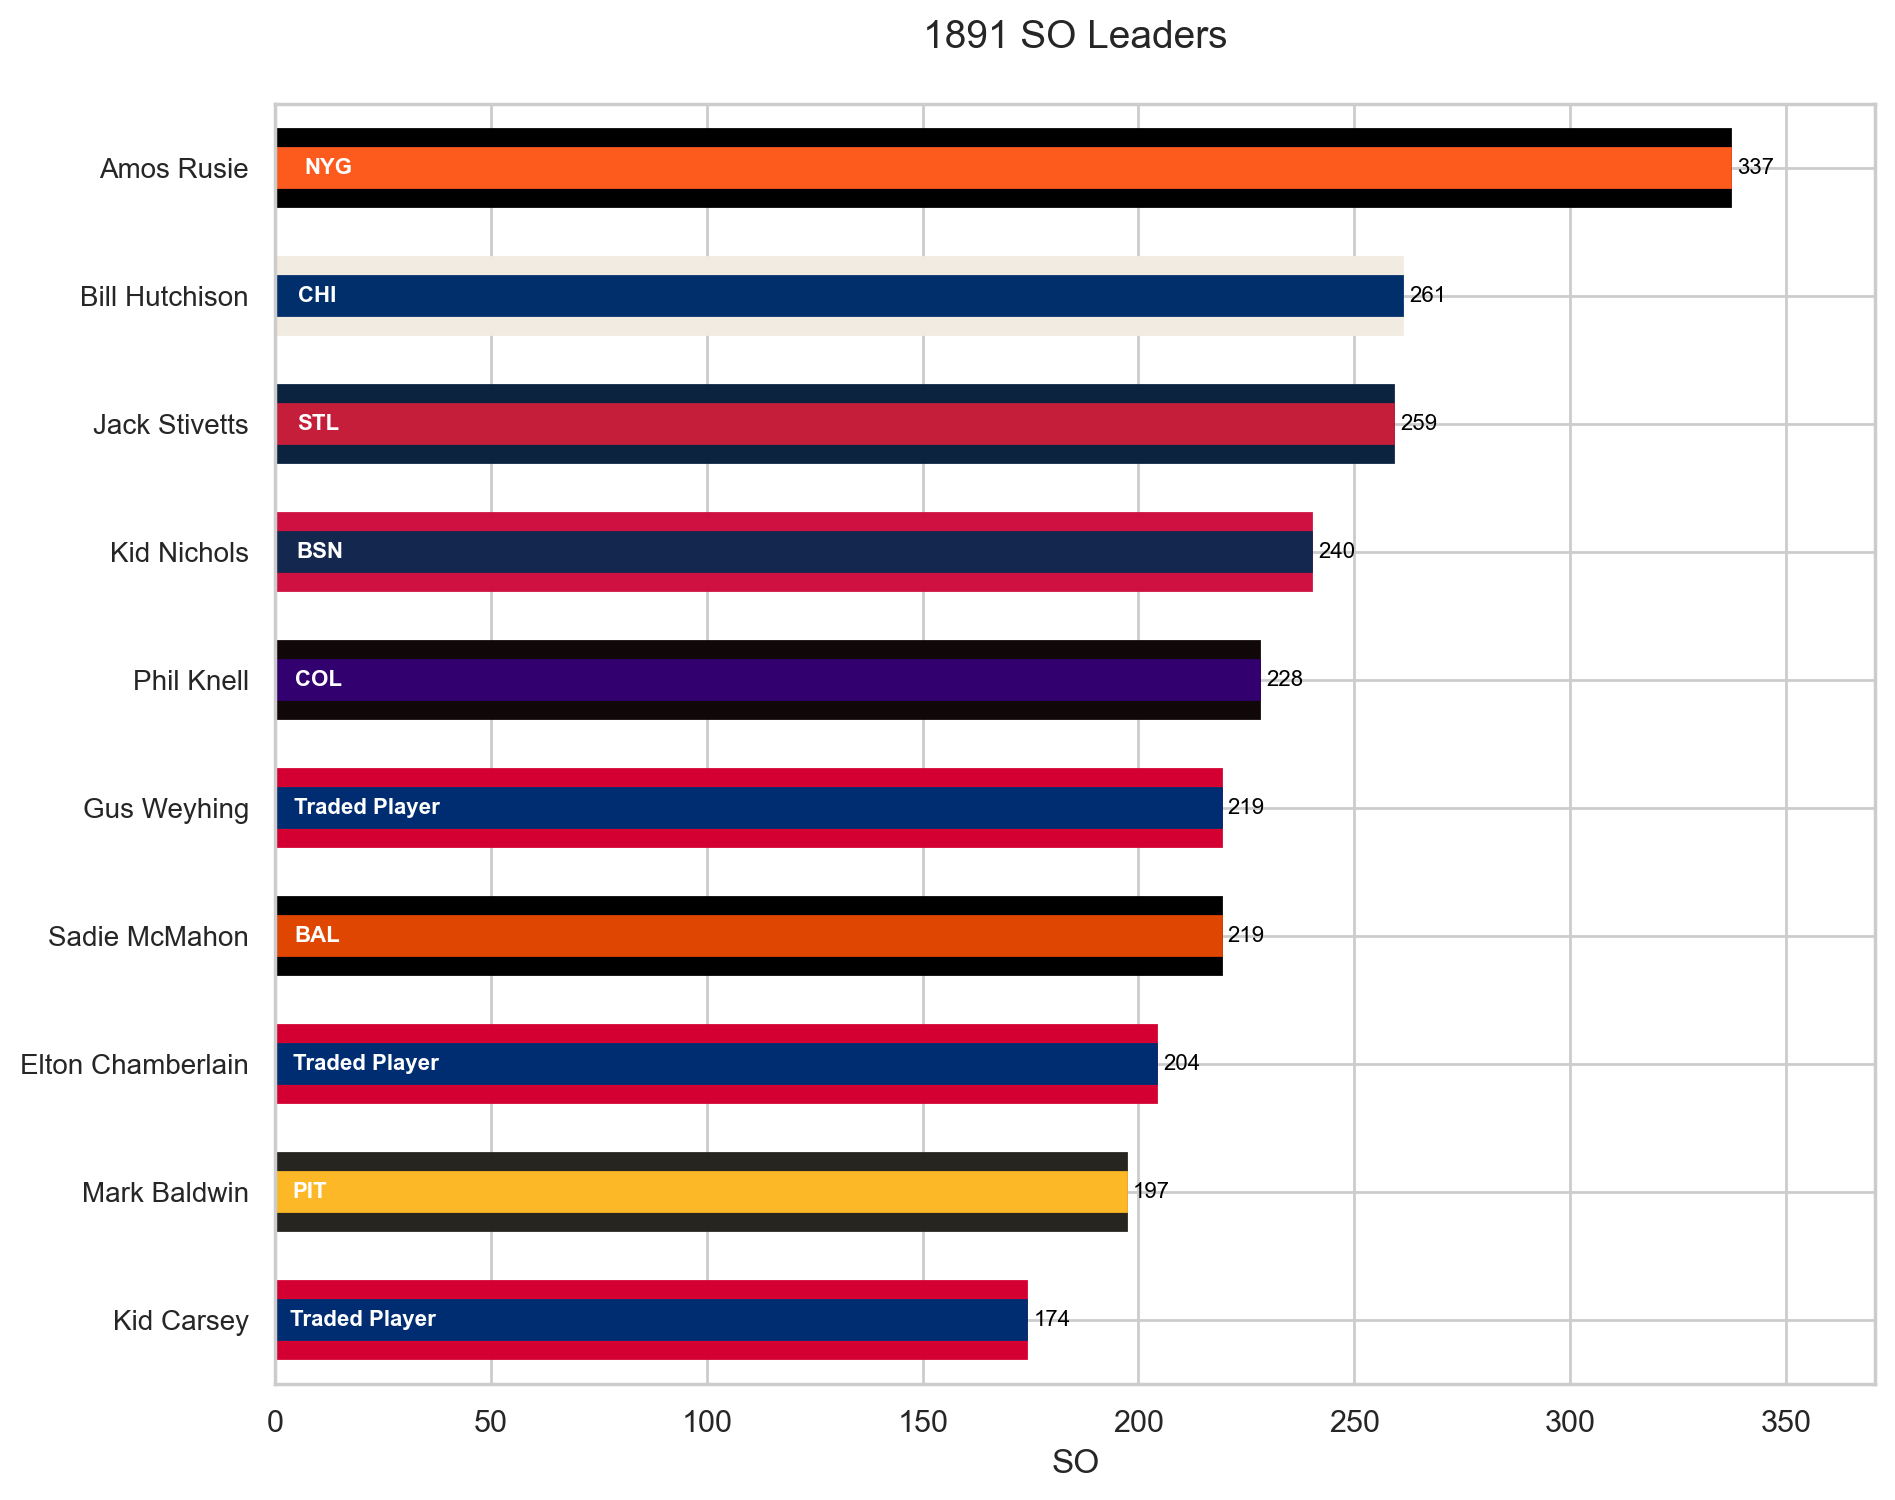 1891 SO Leaders
Amos Rusie NYG 337
Bill Hutchison CHI 261
Jack Stivetts STL 259
Kid Nichols BSN 240
Phil Knell COL 228
Gus Weyhing Traded Player 219
Sadie McMahon BAL 219
Elton Chamberlain Traded Player 204
Mark Baldwin PIT 197
Kid Carsey Traded Player 174
0 50 100 150 200 250 300 350
SO